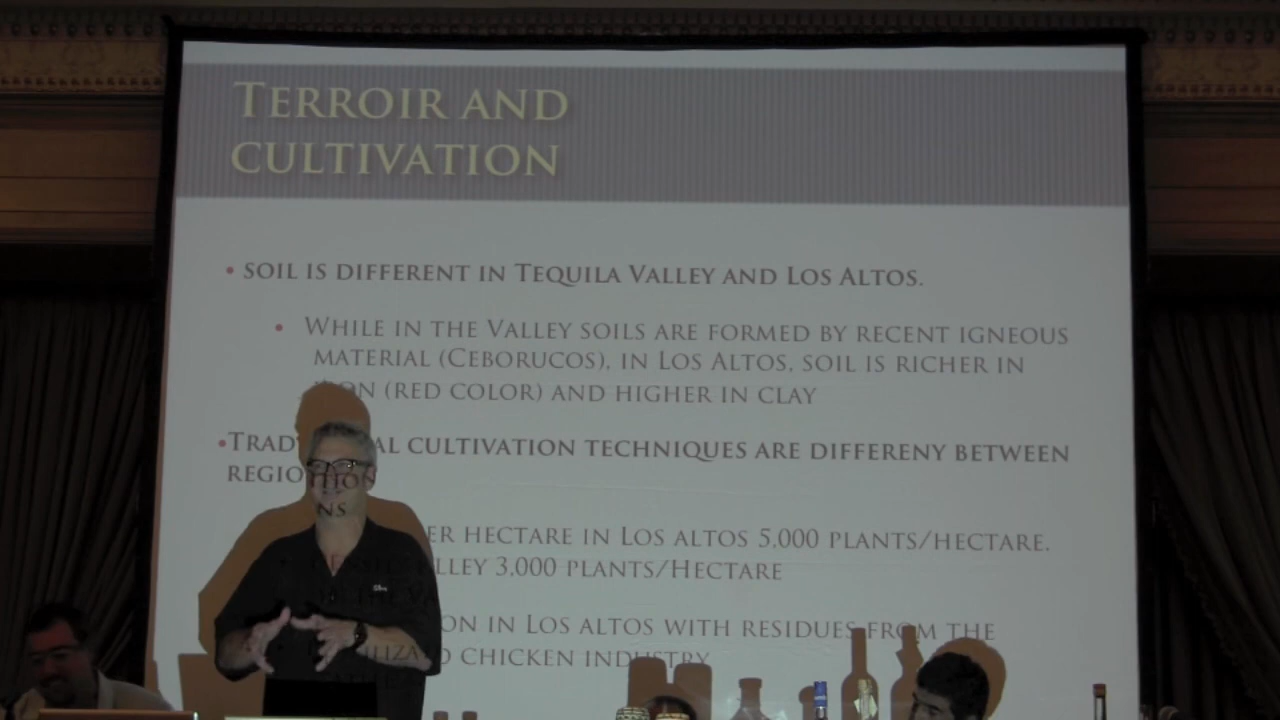 TERROIR AND
CULTIVATION
• SOIL IS DIFFERENT IN TEQUILA VALLEY AND LOS ALTOS.
• WHILE IN THE VALLEY SOILS ARE FORMED BY RECENT IGNEOUS
MATERIAL (CEBORUCOS), IN LOS ALTOS, SOIL IS RICHER IN
(RED COLOR) AND HIGHER IN CLAY
• CULTIVATION TECHNIQUES ARE DIFFERENY BETWEEN
HECTARE IN LOS ALTOS 5,000 PLANTS/HECTARE.
3,000 PLANTS/HECTARE
IN LOS ALTOS WITH RESIDUES FROM THE
CHICKEN INDUSTRY